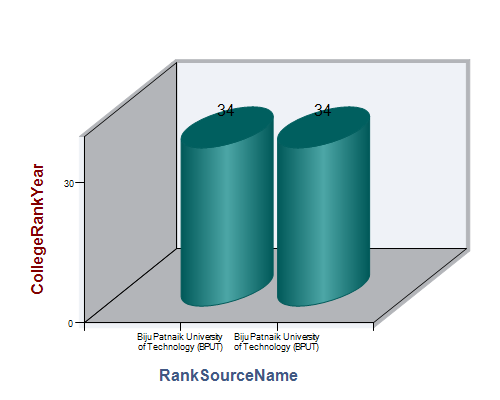 34
34
CollegeRankYear
30
0
Biju Patnaik University
of Technology (BPUT)
Biju Patnaik University
of Technology (BPUT)
RankSourceName